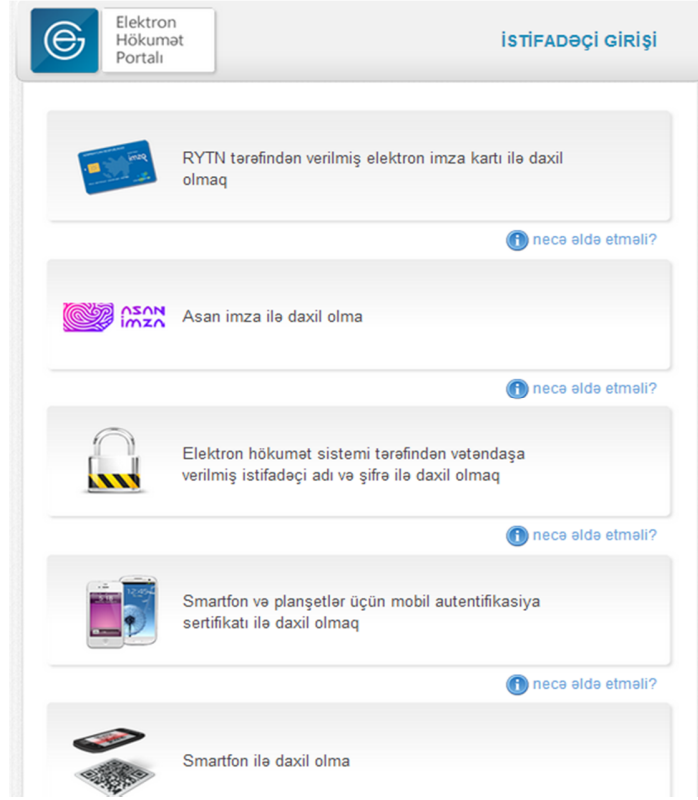 Elektron
Hökumət
Portalı
İSTİFADƏÇİ GİRİŞİ
RYTN tərəfindən verilmiş elektron imza kartı ilə daxil
olmaq
necə əldə etməli?
ASAN
İMZA
Asan imza ilə daxil olma
necə əldə etməli?
Elektron hökumət sistemi tərəfindən vətəndaşa
verilmiş istifadəçi adı və şifrə ilə daxil olmaq
necə əldə etməli?
Smartfon və planşetlər üçün mobil autentifikasiya
sertifikatı ilə daxil olmaq
necə əldə etməli?
Smartfon ilə daxil olma